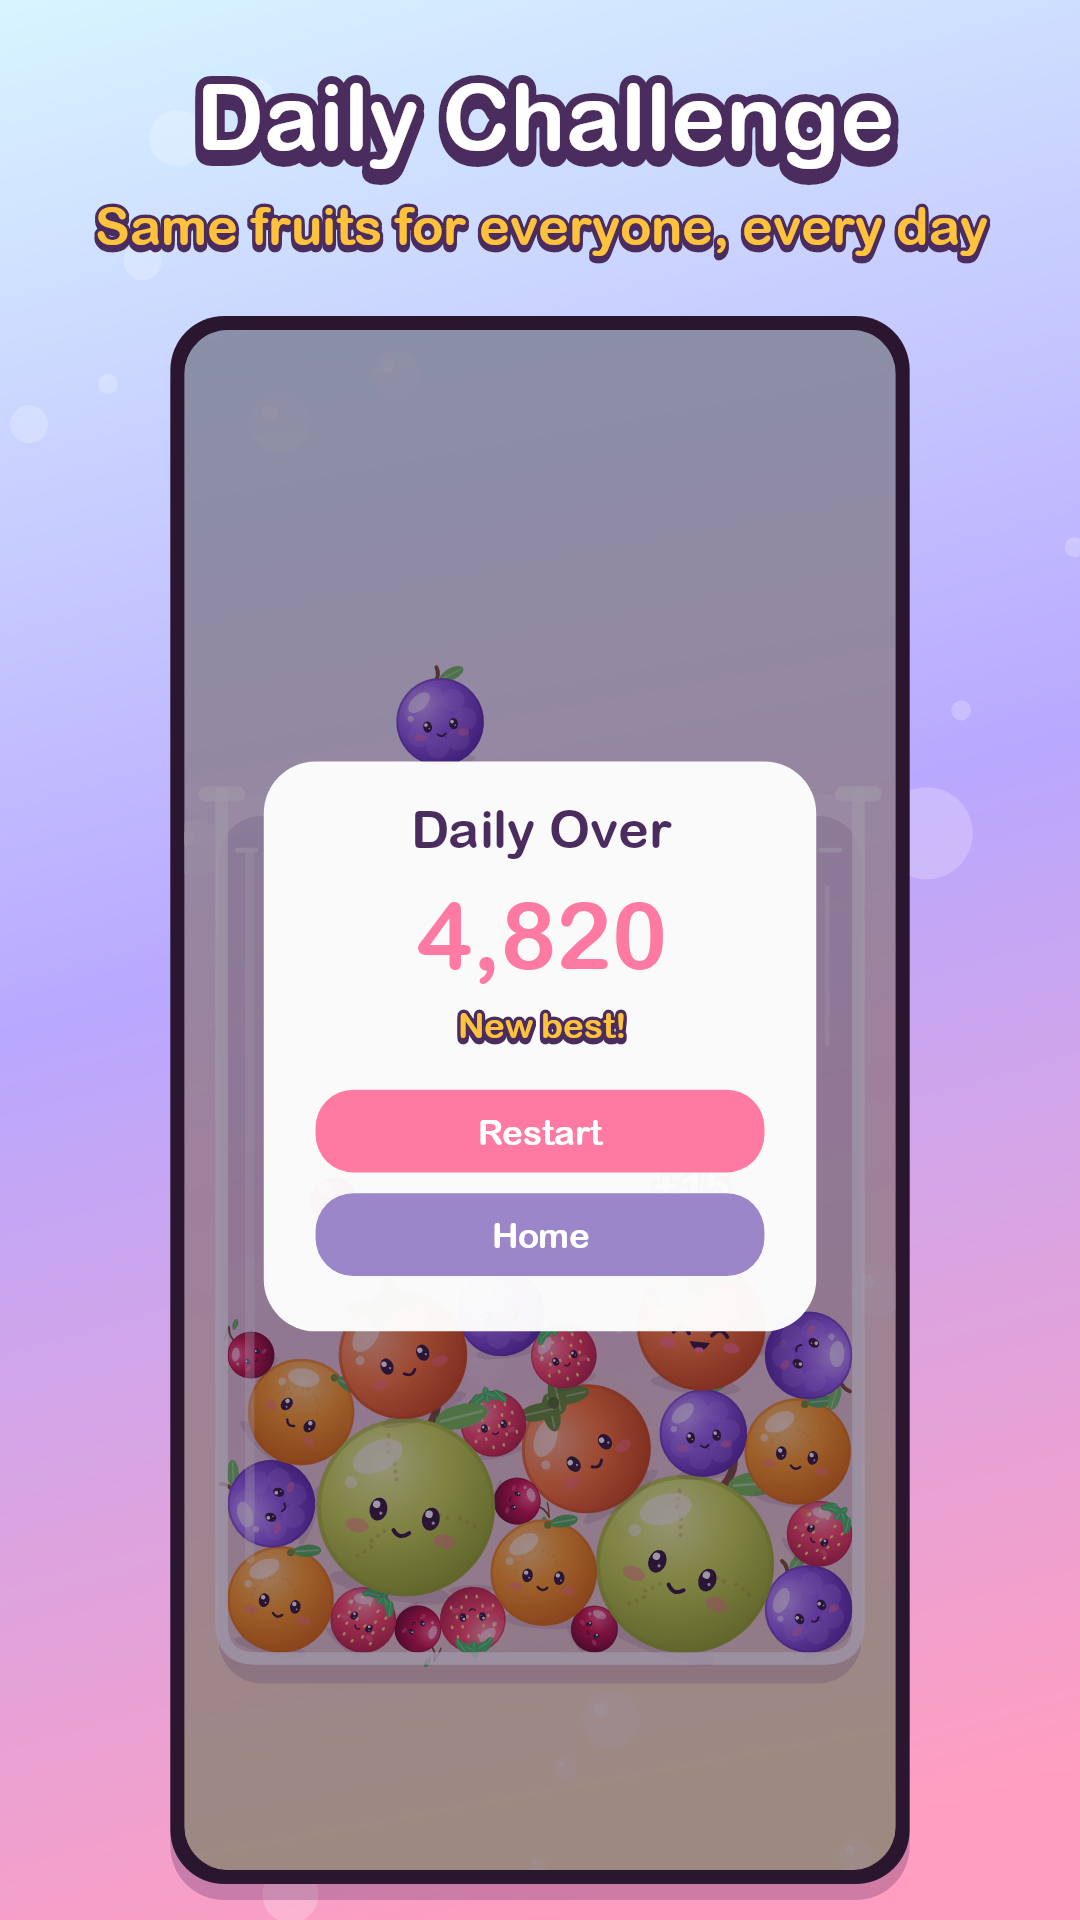 Daily Challenge
Same fruits for everyone, every day
Daily Over
4,820
New best!
Restart
Home